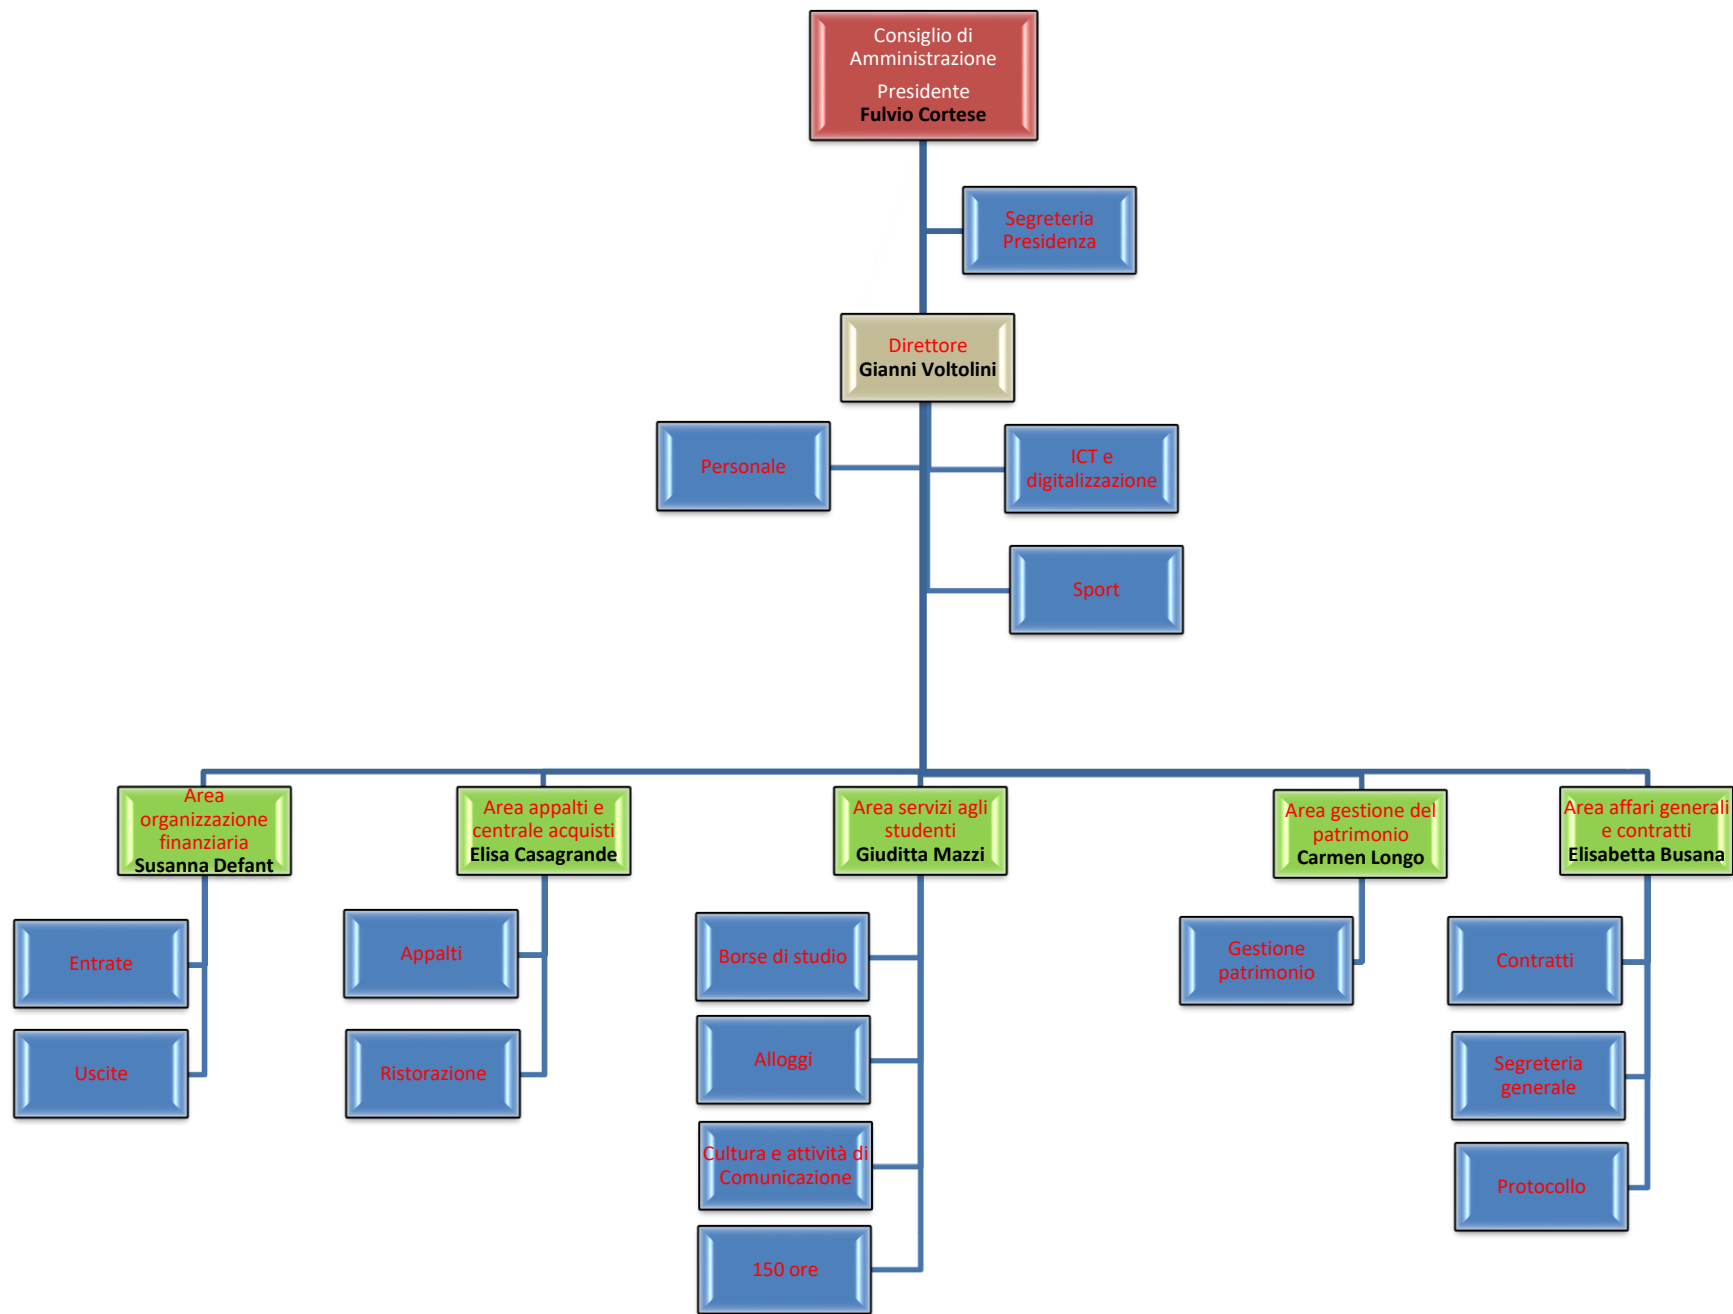 Consiglio di
Amministrazione
Presidente
Fulvio Cortese
Segreteria
Presidenza
Direttore
Gianni Voltolini
Personale
ICT e
digitalizzazione
Sport
Area
organizzazione
finanziaria
Susanna Defant
Area appalti e
centrale acquisti
Elisa Casagrande
Area servizi agli
studenti
Giuditta Mazzi
Area gestione del
patrimonio
Carmen Longo
Area affari generali
e contratti
Elisabetta Busana
Entrate
Uscite
Appalti
Ristorazione
Borse di studio
Alloggi
Cultura e attività di
Comunicazione
150 ore
Gestione
patrimonio
Contratti
Segreteria
generale
Protocollo